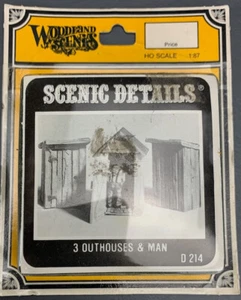 WOODLAND
SCENICS
Price
HO SCALE 1:87
SCENIC DETAILS®
3 OUTHOUSES & MAN
D 214